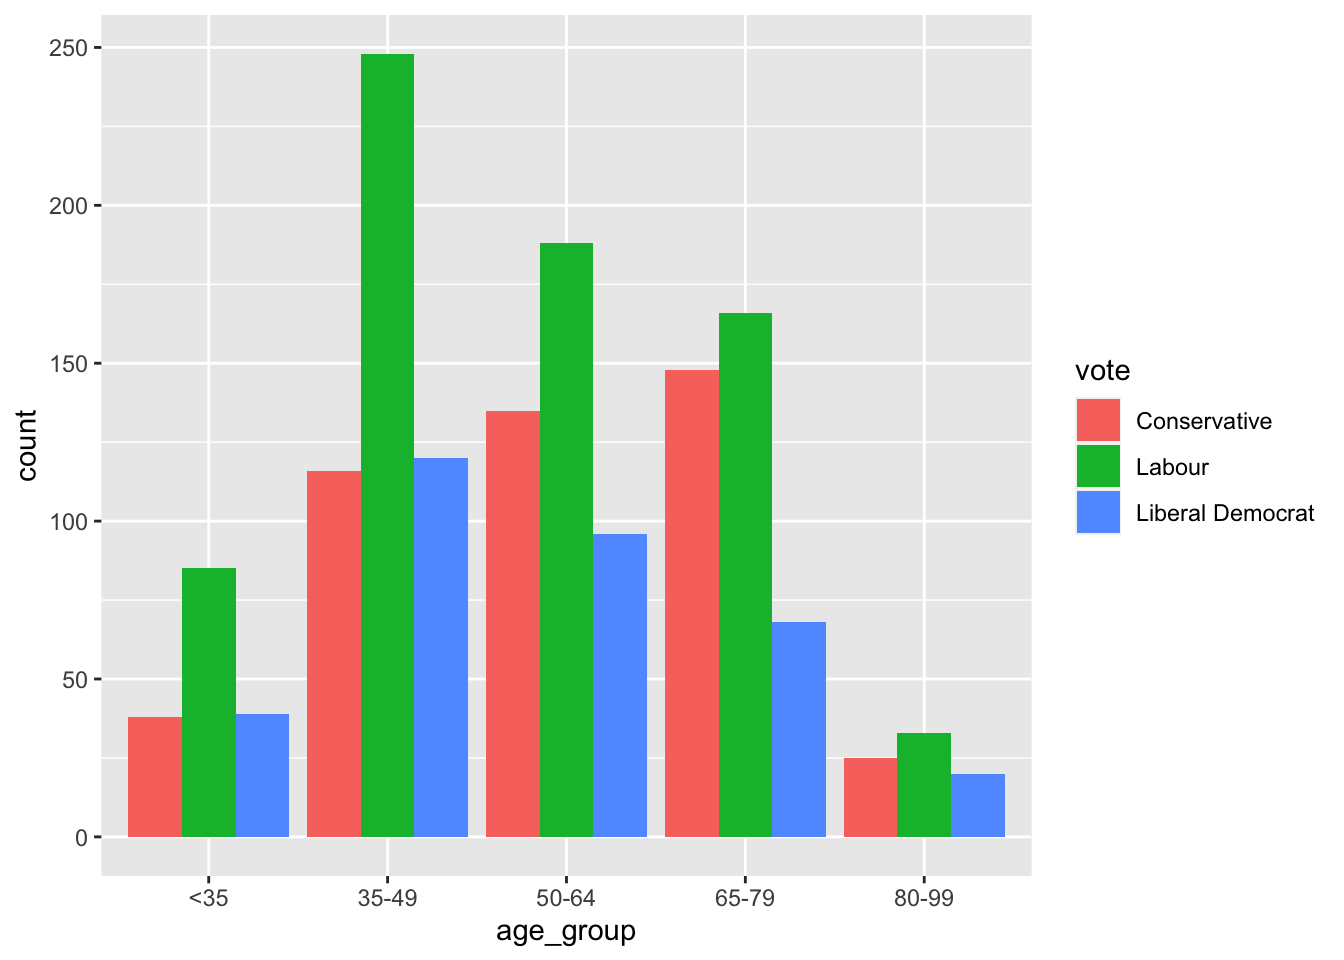 250
200
150
100
50
0
count
<35
35-49
50-64
65-79
80-99
age_group
vote
Conservative
Labour
Liberal Democrat